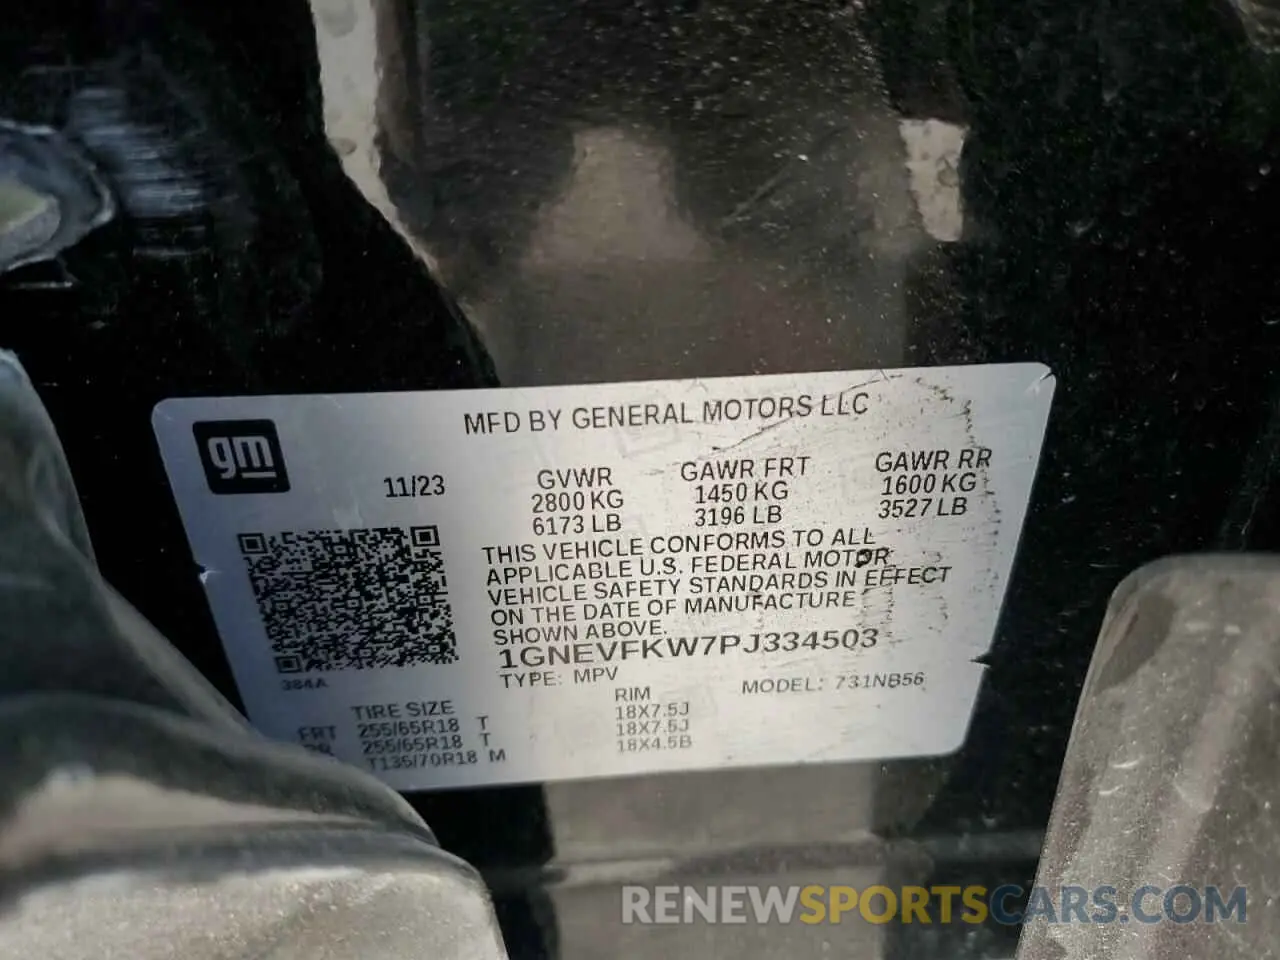 MFD BY GENERAL MOTORS LLC
gm
11/23
GVWR
2800 KG
6173 LB
GAWR FRT
1450 KG
3196 LB
GAWR RR
1600 KG
3527 LB
THIS VEHICLE CONFORMS TO ALL
APPLICABLE U.S. FEDERAL MOTOR
VEHICLE SAFETY STANDARDS IN EFFECT
ON THE DATE OF MANUFACTURE
SHOWN ABOVE
1GNEVFKW7PJ334503
TYPE: MPV
MODEL: 731NB56
384A
TIRE SIZE
RIM
FRT 255/65R18 T 18X7.5J
RR 255/65R18 T 18X7.5J
T135/70R18 M 18X4.5B
RENEWSPORTSCARS.COM